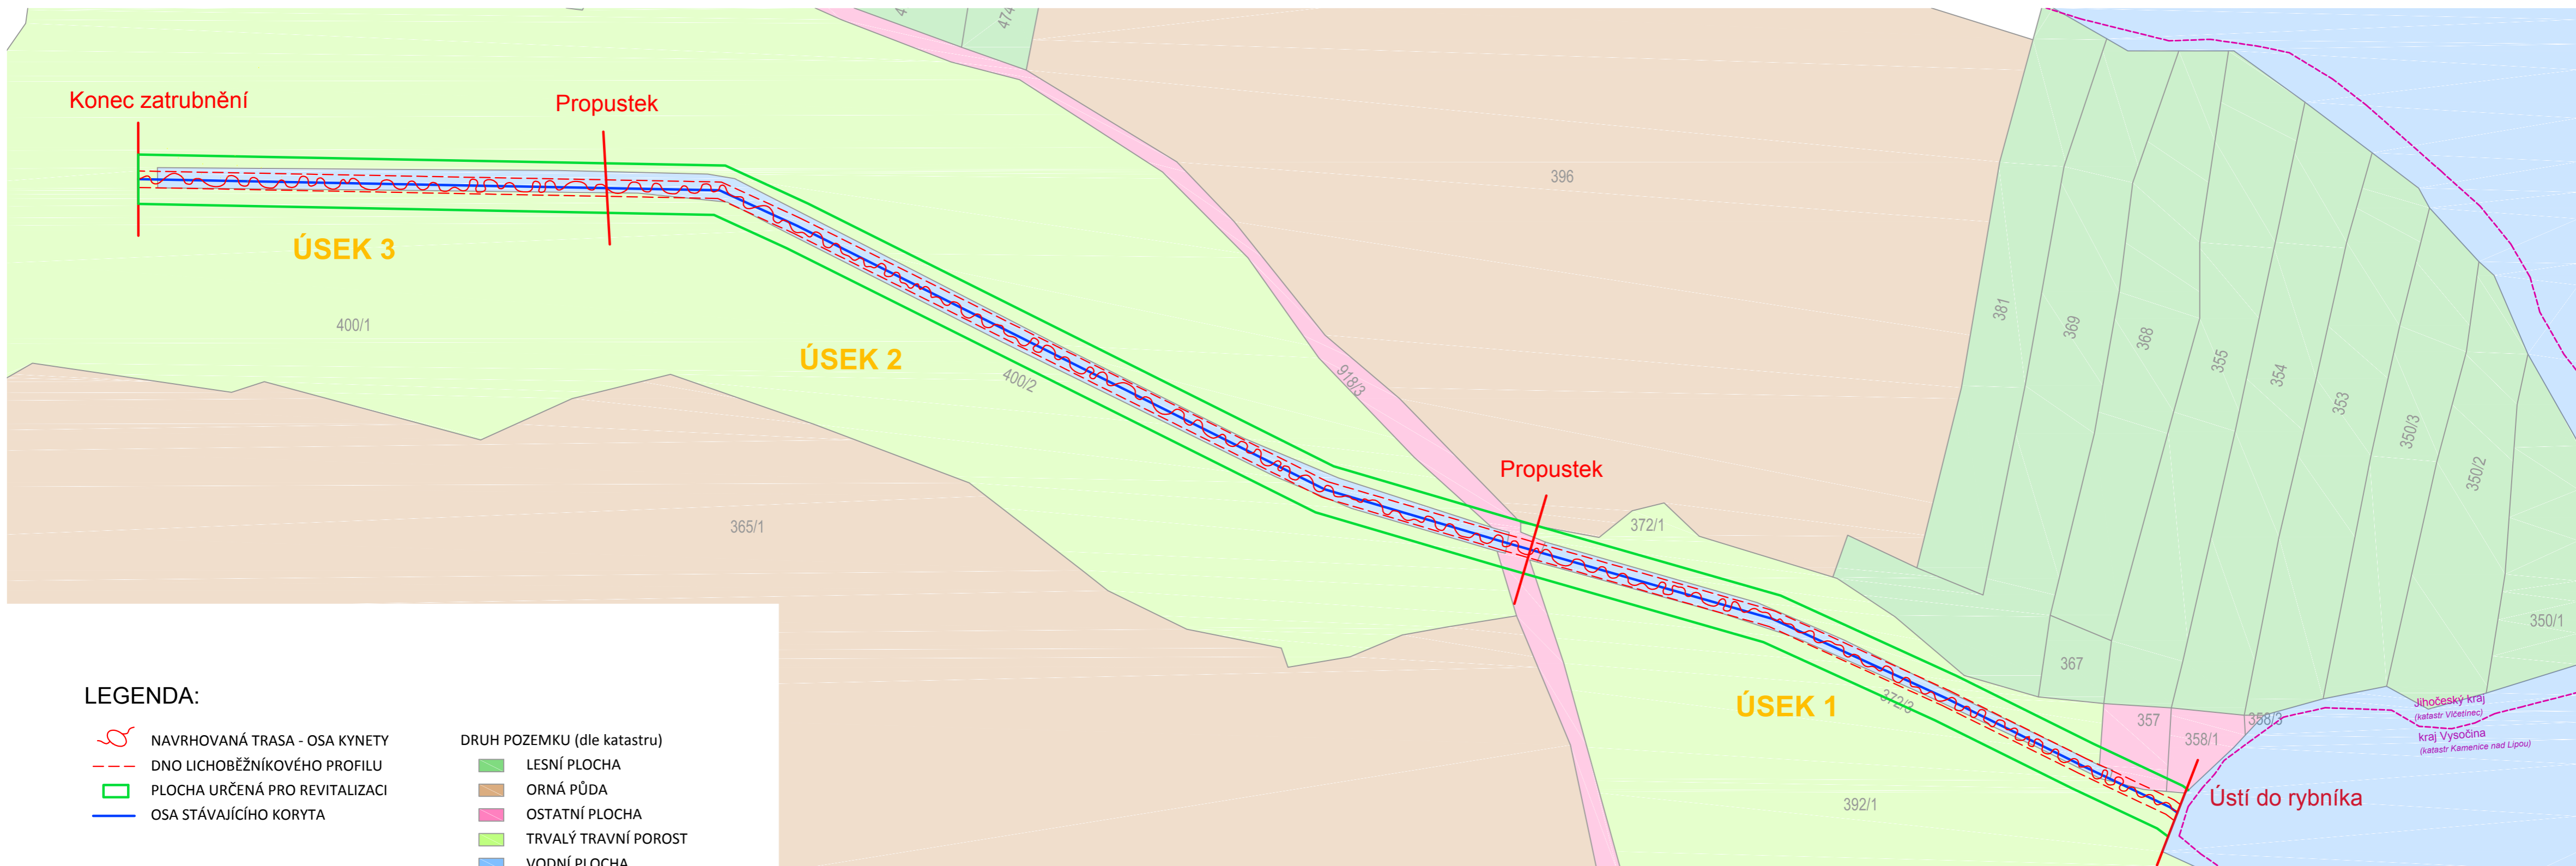 474
Konec zatrubnění
Propustek
396
ÚSEK 3
400/1
ÚSEK 2
400/2
918/3
381
369
368
355
354
353
350/3
350/2
350/1
365/1
Propustek
372/1
367
ÚSEK 1
372/3
357
358/1
358/3
Jihočeský kraj
(katastr Vlčetínec)
kraj Vysočina
(katastr Kamenice nad Lipou)
392/1
Ústí do rybníka
LEGENDA:
NAVRHOVANÁ TRASA - OSA KYNETY
DNO LICHOBĚŽNÍKOVÉHO PROFILU
PLOCHA URČENÁ PRO REVITALIZACI
OSA STÁVAJÍCÍHO KORYTA
DRUH POZEMKU (dle katastru)
LESNÍ PLOCHA
ORNÁ PŮDA
OSTATNÍ PLOCHA
TRVALÝ TRAVNÍ POROST
VODNÍ PLOCHA